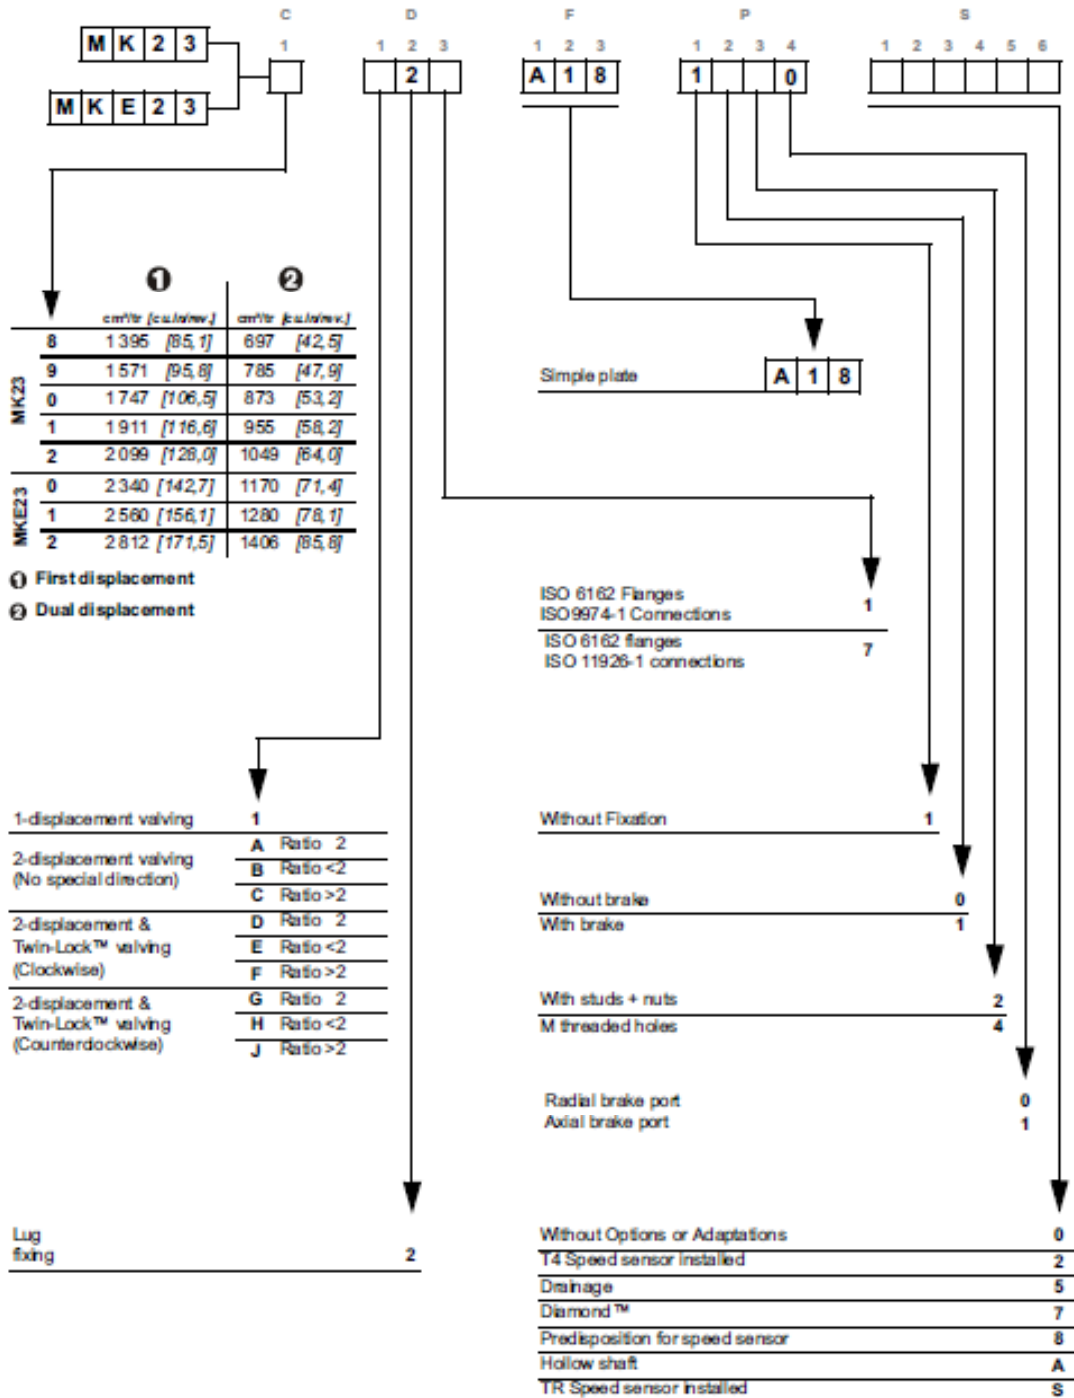 C D F P S
1 1 2 3 1 2 3 1 2 3 4 1 2 3 4 5 6
M K 2 3
2 A 1 8 1 0
M K E 2 3
❶ ❷
cm³/tr [cu.in/rev.] cm³/tr [cu.in/rev.]
MK23
8 1 395 [85,1] 697 [42,5]
9 1 571 [95,8] 785 [47,9]
0 1 747 [106,5] 873 [53,2]
1 1 911 [116,6] 955 [58,2]
2 2 099 [128,0] 1049 [64,0]
MKE23
0 2 340 [142,7] 1170 [71,4]
1 2 560 [156,1] 1280 [78,1]
2 2 812 [171,5] 1406 [85,8]
❶ First displacement
❷ Dual displacement
Simple plate A 1 8
ISO 6162 Flanges
ISO9974-1 Connections 1
ISO 6162 flanges
ISO 11926-1 connections 7
1-displacement valving 1
2-displacement valving
(No special direction)
A Ratio 2
B Ratio <2
C Ratio >2
2-displacement &
Twin-Lock™ valving
(Clockwise)
D Ratio 2
E Ratio <2
F Ratio >2
2-displacement &
Twin-Lock™ valving
(Counterclockwise)
G Ratio 2
H Ratio <2
J Ratio >2
Without Fixation 1
Without brake 0
With brake 1
With studs + nuts 2
M threaded holes 4
Radial brake port 0
Axial brake port 1
Lug
fixing 2
Without Options or Adaptations 0
T4 Speed sensor installed 2
Drainage 5
Diamond™ 7
Predisposition for speed sensor 8
Hollow shaft A
TR Speed sensor installed S